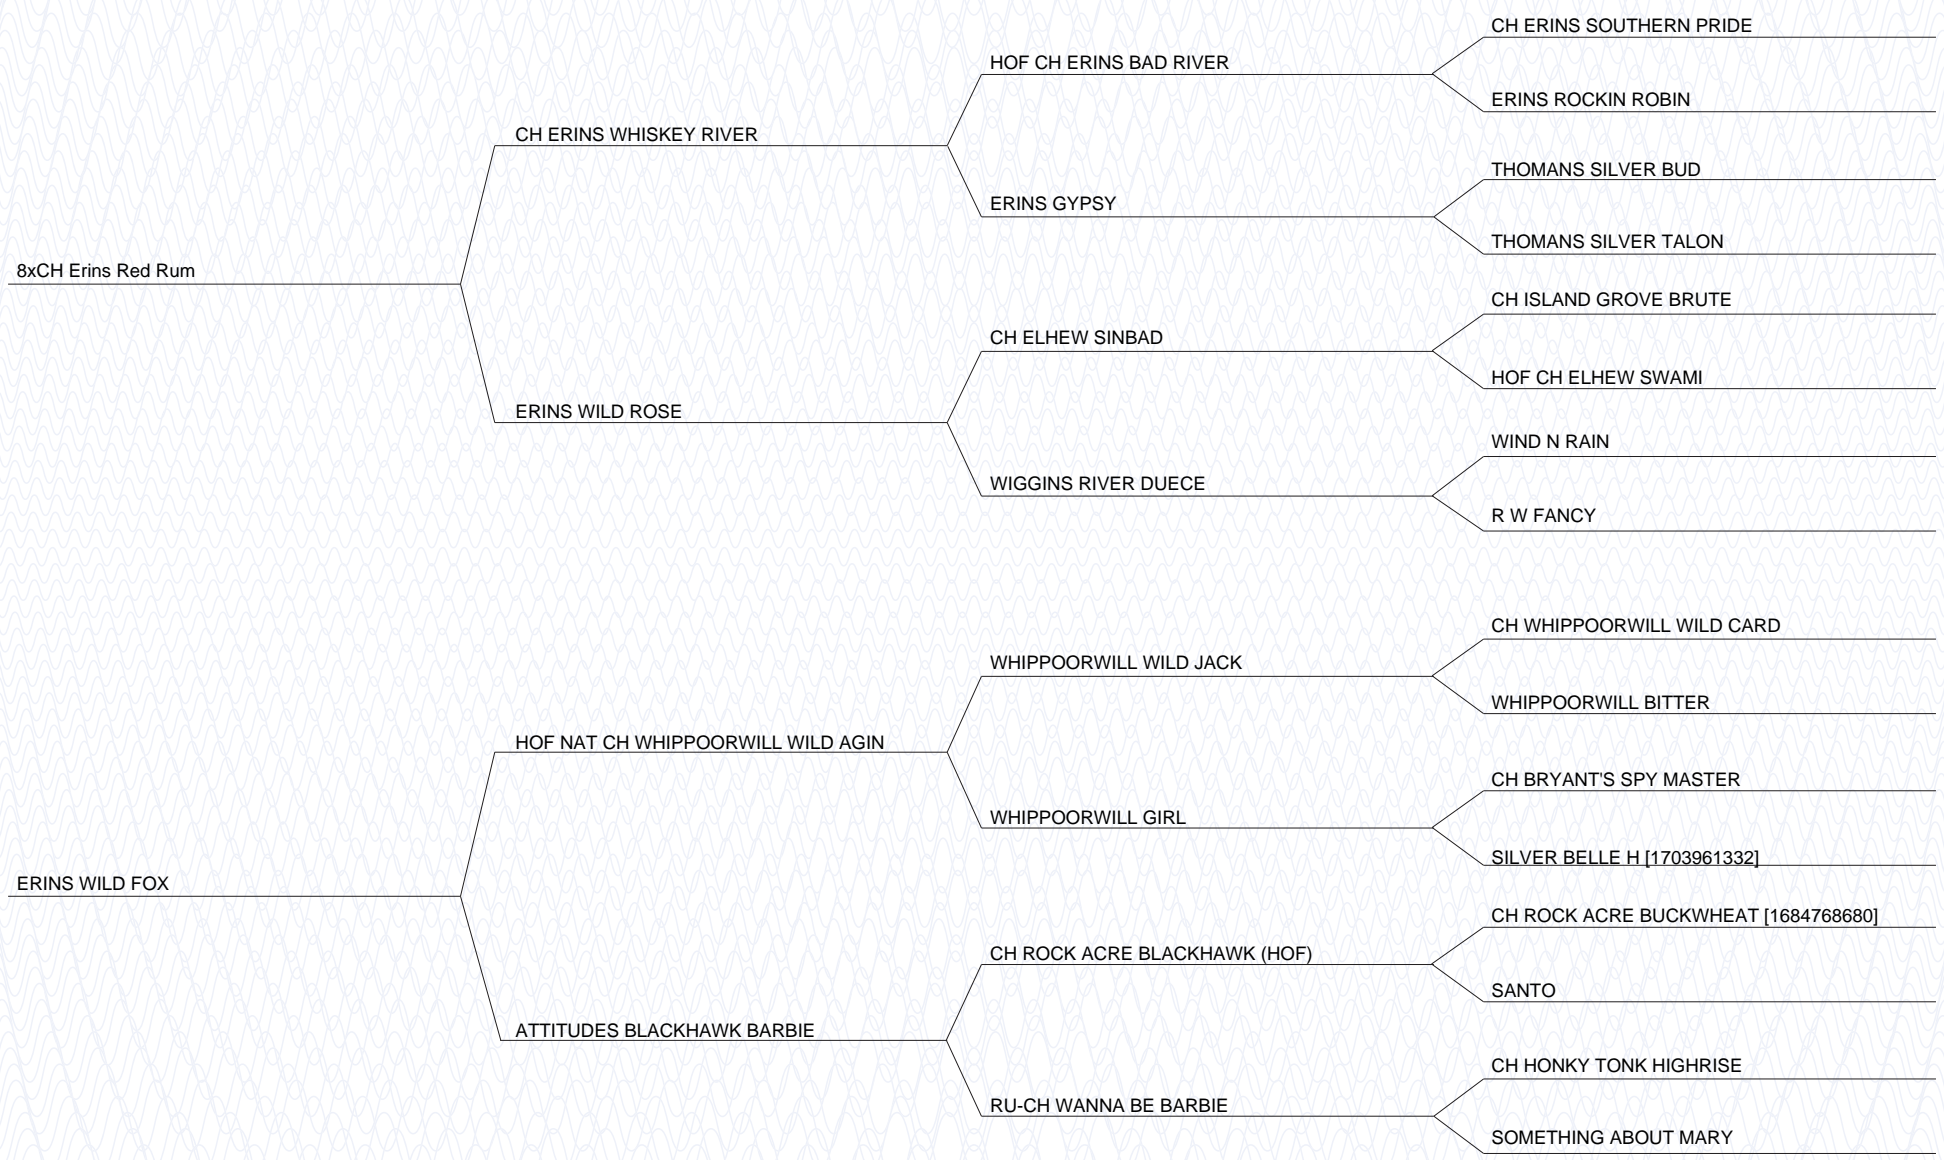 CH ERINS SOUTHERN PRIDE
HOF CH ERINS BAD RIVER
ERINS ROCKIN ROBIN
CH ERINS WHISKEY RIVER
THOMANS SILVER BUD
ERINS GYPSY
THOMANS SILVER TALON
8xCH Erins Red Rum
CH ISLAND GROVE BRUTE
CH ELHEW SINBAD
HOF CH ELHEW SWAMI
ERINS WILD ROSE
WIND N RAIN
WIGGINS RIVER DUECE
R W FANCY
CH WHIPPOORWILL WILD CARD
WHIPPOORWILL WILD JACK
WHIPPOORWILL BITTER
HOF NAT CH WHIPPOORWILL WILD AGIN
CH BRYANT'S SPY MASTER
WHIPPOORWILL GIRL
SILVER BELLE H [1703961332]
ERINS WILD FOX
CH ROCK ACRE BUCKWHEAT [1684768680]
CH ROCK ACRE BLACKHAWK (HOF)
SANTO
ATTITUDES BLACKHAWK BARBIE
CH HONKY TONK HIGHRISE
RU-CH WANNA BE BARBIE
SOMETHING ABOUT MARY